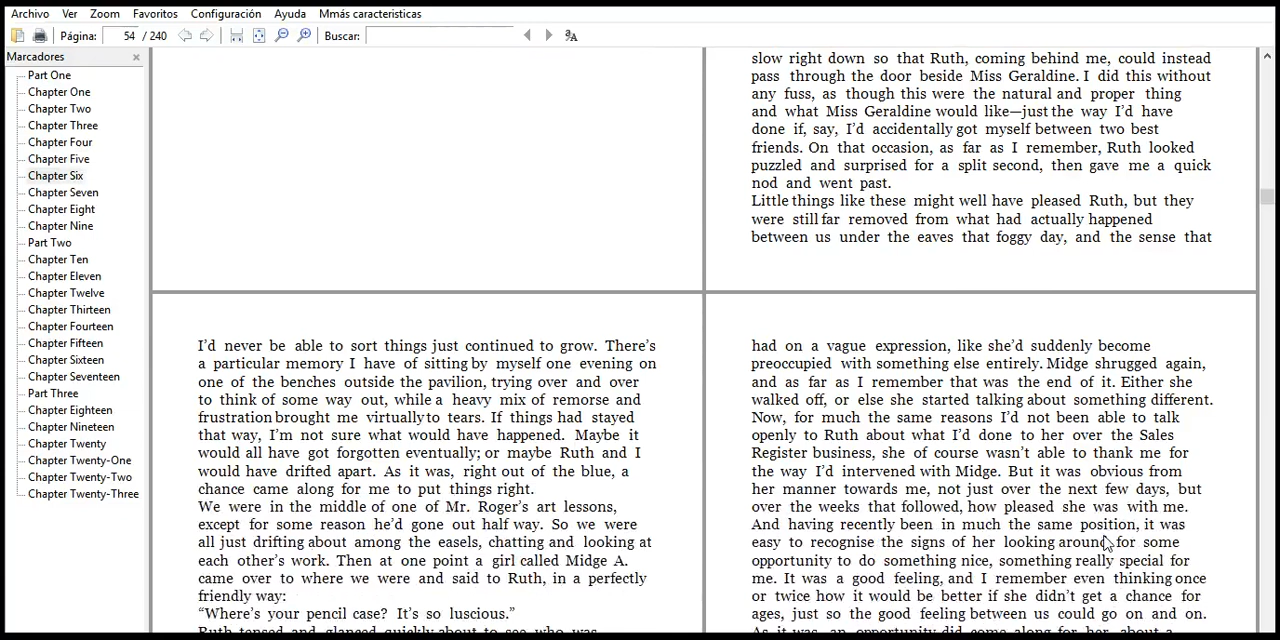 Archivo Ver Zoom Favoritos Configuración Ayuda Mmás caracteristicas
Página: 54 / 240 Buscar:
Marcadores
Part One
Chapter One
Chapter Two
Chapter Three
Chapter Four
Chapter Five
Chapter Six
Chapter Seven
Chapter Eight
Chapter Nine
Part Two
Chapter Ten
Chapter Eleven
Chapter Twelve
Chapter Thirteen
Chapter Fourteen
Chapter Fifteen
Chapter Sixteen
Chapter Seventeen
Part Three
Chapter Eighteen
Chapter Nineteen
Chapter Twenty
Chapter Twenty-One
Chapter Twenty-Two
Chapter Twenty-Three
slow right down so that Ruth, coming behind me, could instead
pass through the door beside Miss Geraldine. I did this without
any fuss, as though this were the natural and proper thing
and what Miss Geraldine would like—just the way I’d have
done if, say, I’d accidentally got myself between two best
friends. On that occasion, as far as I remember, Ruth looked
puzzled and surprised for a split second, then gave me a quick
nod and went past.
Little things like these might well have pleased Ruth, but they
were still far removed from what had actually happened
between us under the eaves that foggy day, and the sense that
I’d never be able to sort things just continued to grow. There’s
a particular memory I have of sitting by myself one evening on
one of the benches outside the pavilion, trying over and over
to think of some way out, while a heavy mix of remorse and
frustration brought me virtually to tears. If things had stayed
that way, I’m not sure what would have happened. Maybe it
would all have got forgotten eventually; or maybe Ruth and I
would have drifted apart. As it was, right out of the blue, a
chance came along for me to put things right.
We were in the middle of one of Mr. Roger’s art lessons,
except for some reason he’d gone out half way. So we were
all just drifting about among the easels, chatting and looking at
each other’s work. Then at one point a girl called Midge A.
came over to where we were and said to Ruth, in a perfectly
friendly way:
“Where’s your pencil case? It’s so luscious.”
Ruth tensed and glanced quickly about to see who was
had on a vague expression, like she’d suddenly become
preoccupied with something else entirely. Midge shrugged again,
and as far as I remember that was the end of it. Either she
walked off, or else she started talking about something different.
Now, for much the same reasons I’d not been able to talk
openly to Ruth about what I’d done to her over the Sales
Register business, she of course wasn’t able to thank me for
the way I’d intervened with Midge. But it was obvious from
her manner towards me, not just over the next few days, but
over the weeks that followed, how pleased she was with me.
And having recently been in much the same position, it was
easy to recognise the signs of her looking around for some
opportunity to do something nice, something really special for
me. It was a good feeling, and I remember even thinking once
or twice how it would be better if she didn’t get a chance for
ages, just so the good feeling between us could go on and on.
As it was, an opportunity did come along for her, about a